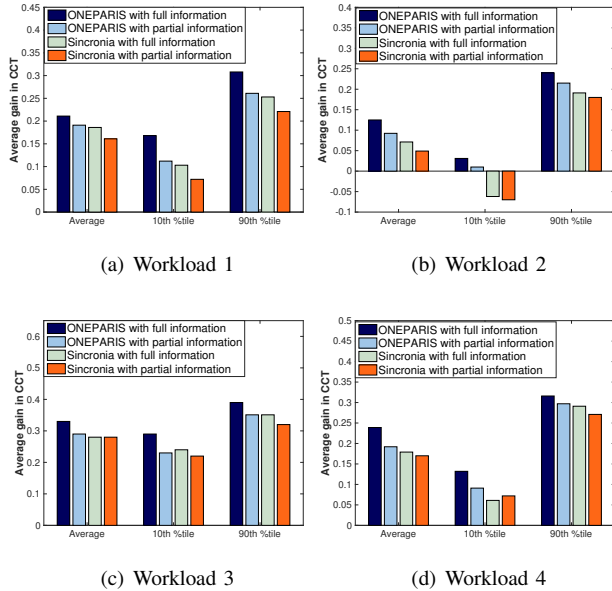 0.45
0.4
0.35
0.3
0.25
0.2
0.15
0.1
0.05
0
Average gain in CCT
ONEPARIS with full information
ONEPARIS with partial information
Sincronia with full information
Sincronia with partial information
Average 10th %tile 90th %tile
(a) Workload 1
0.4
0.35
0.3
0.25
0.2
0.15
0.1
0.05
0
-0.05
-0.1
Average gain in CCT
ONEPARIS with full information
ONEPARIS with partial information
Sincronia with full information
Sincronia with partial information
Average 10th %tile 90th %tile
(b) Workload 2
0.6
0.5
0.4
0.3
0.2
0.1
0
Average gain in CCT
ONEPARIS with full information
ONEPARIS with partial information
Sincronia with full information
Sincronia with partial information
Average 10th %tile 90th %tile
(c) Workload 3
0.5
0.45
0.4
0.35
0.3
0.25
0.2
0.15
0.1
0.05
0
Average gain in CCT
ONEPARIS with full information
ONEPARIS with partial information
Sincronia with full information
Sincronia with partial information
Average 10th %tile 90th %tile
(d) Workload 4